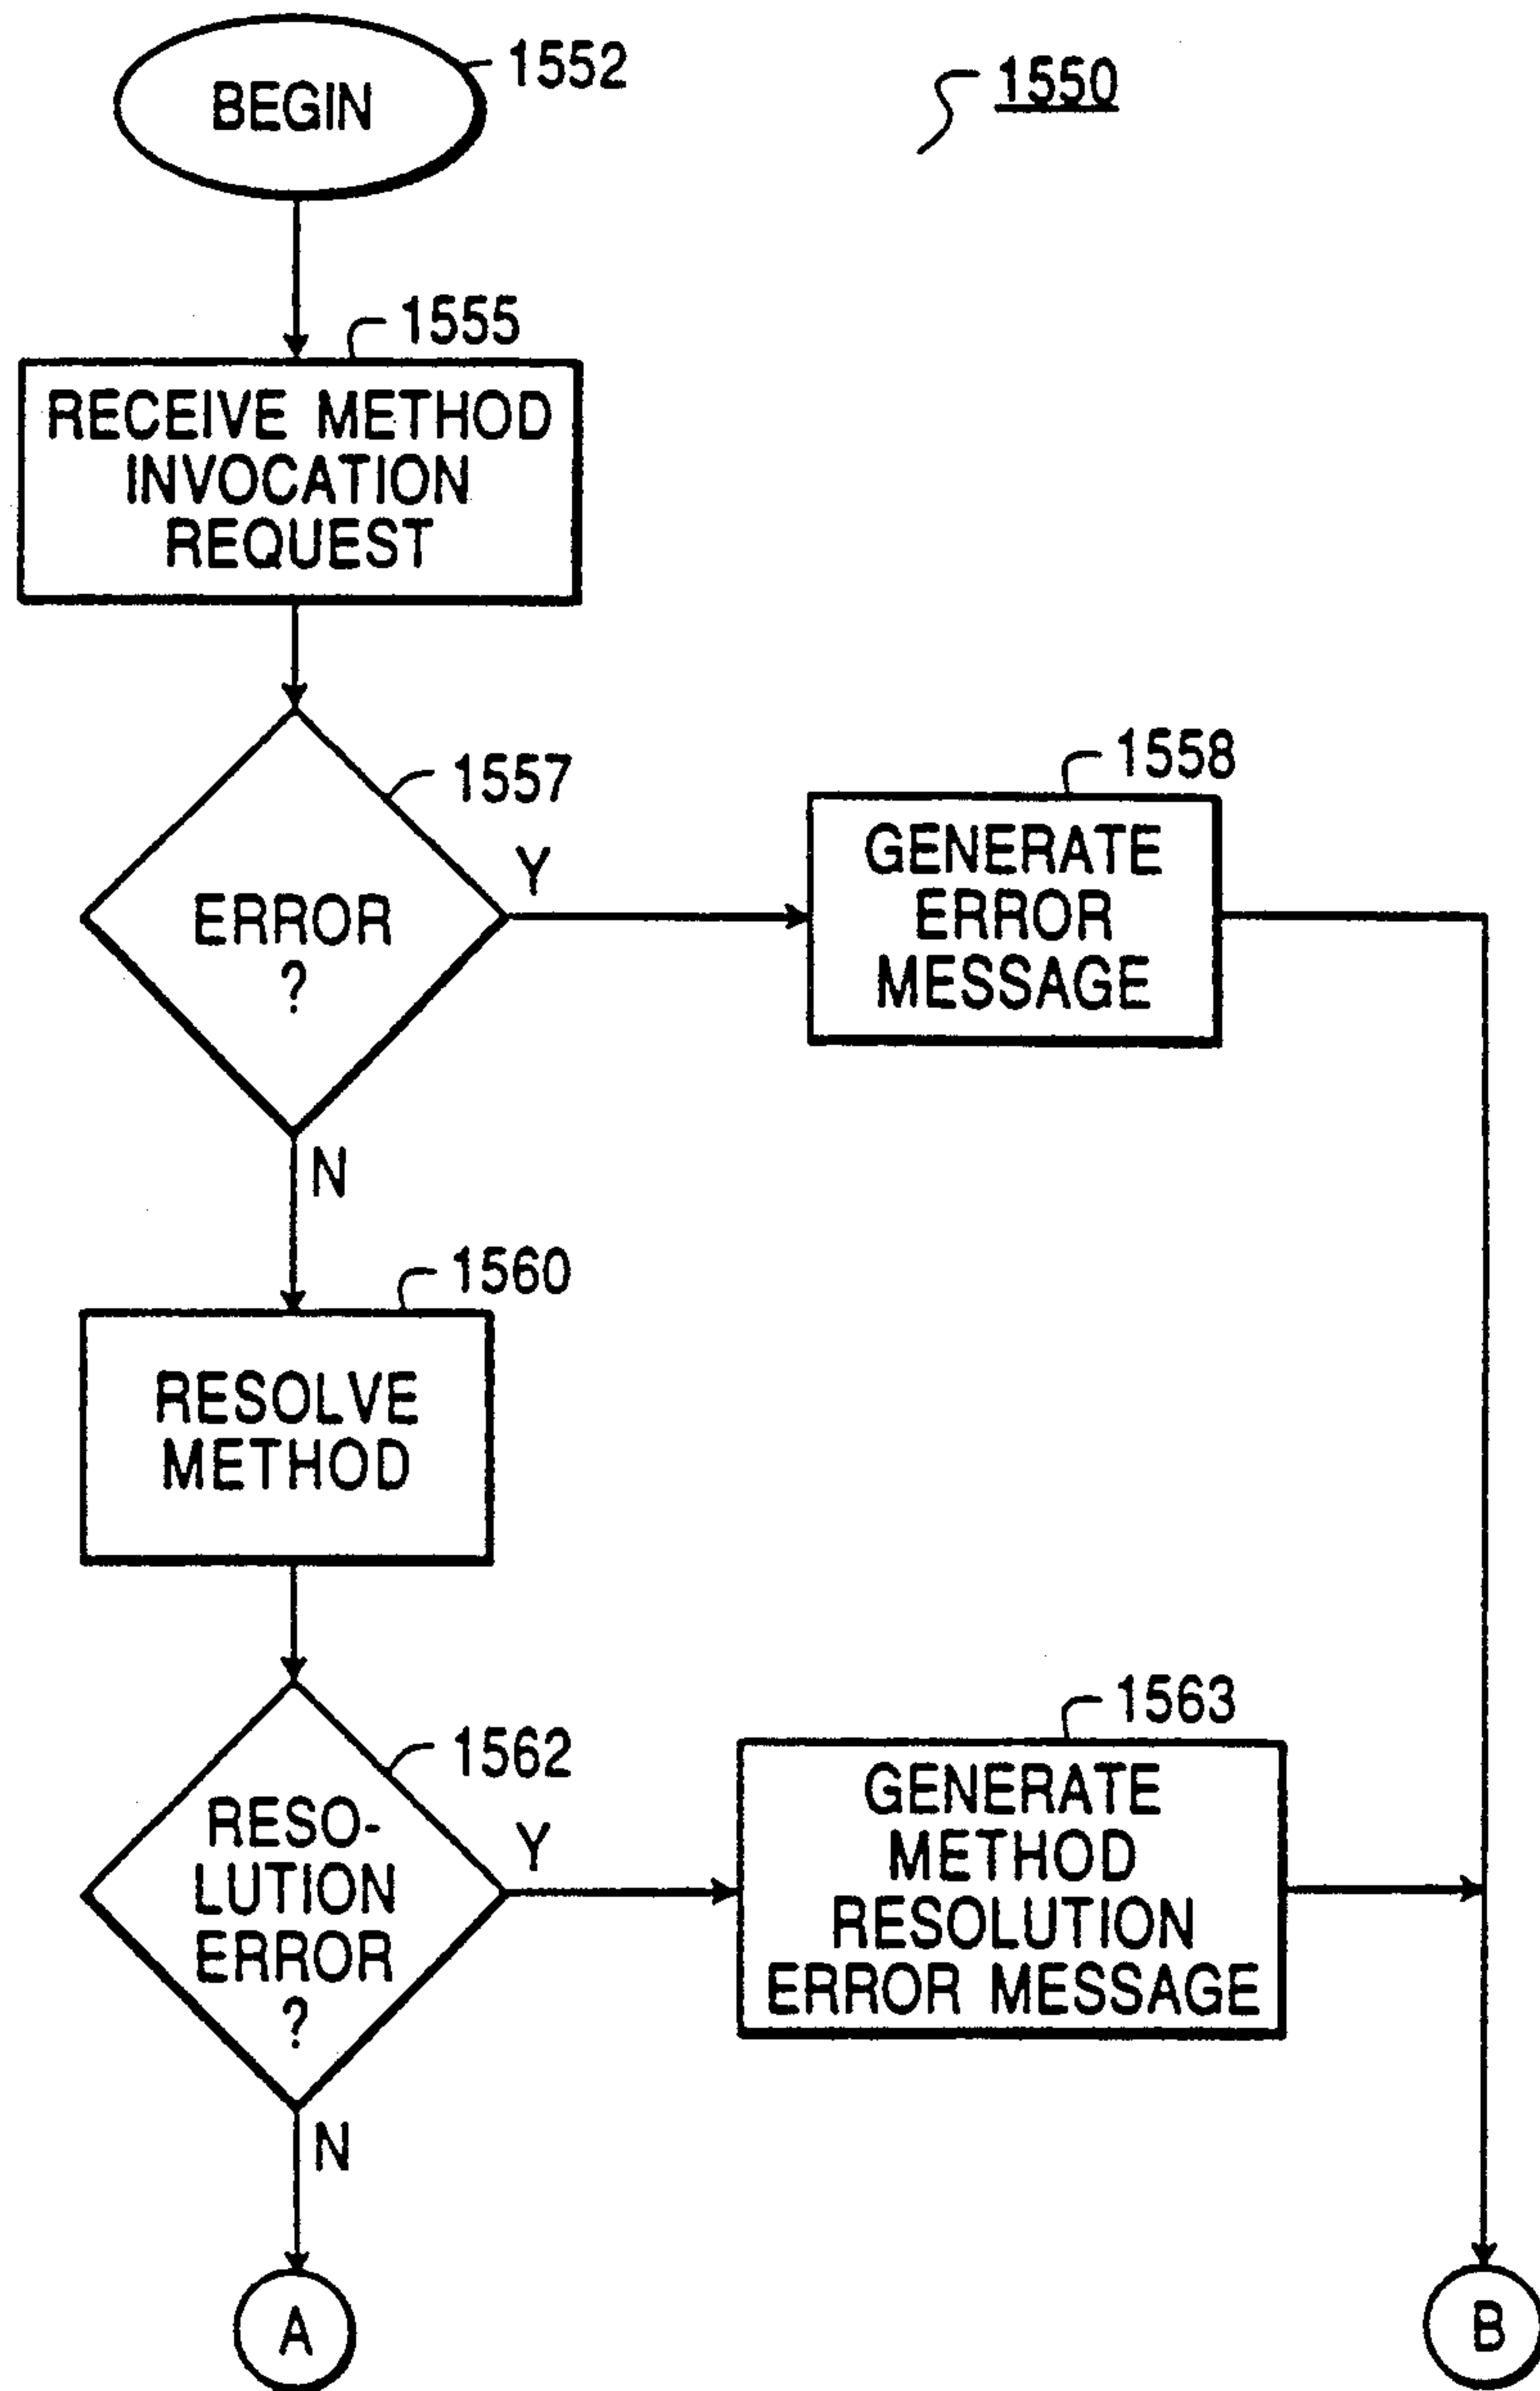 BEGIN
1552
1550
1555
RECEIVE METHOD
INVOCATION
REQUEST
1557
ERROR
?
Y
N
1558
GENERATE
ERROR
MESSAGE
1560
RESOLVE
METHOD
1562
RESO-
LUTION
ERROR
?
Y
N
1563
GENERATE
METHOD
RESOLUTION
ERROR MESSAGE
A
B